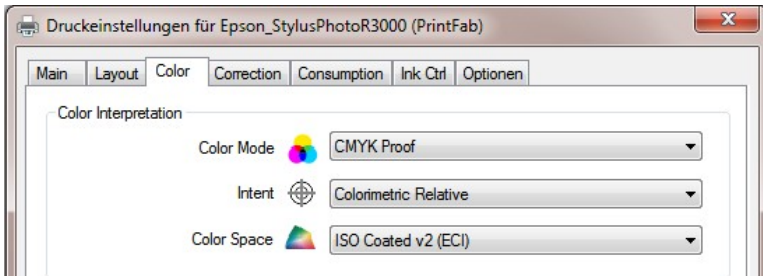 Druckeinstellungen für Epson_StylusPhotoR3000 (PrintFab)
Main Layout Color Correction Consumption Ink Ctrl Optionen
Color Interpretation
Color Mode CMYK Proof
Intent Colorimetric Relative
Color Space ISO Coated v2 (ECI)